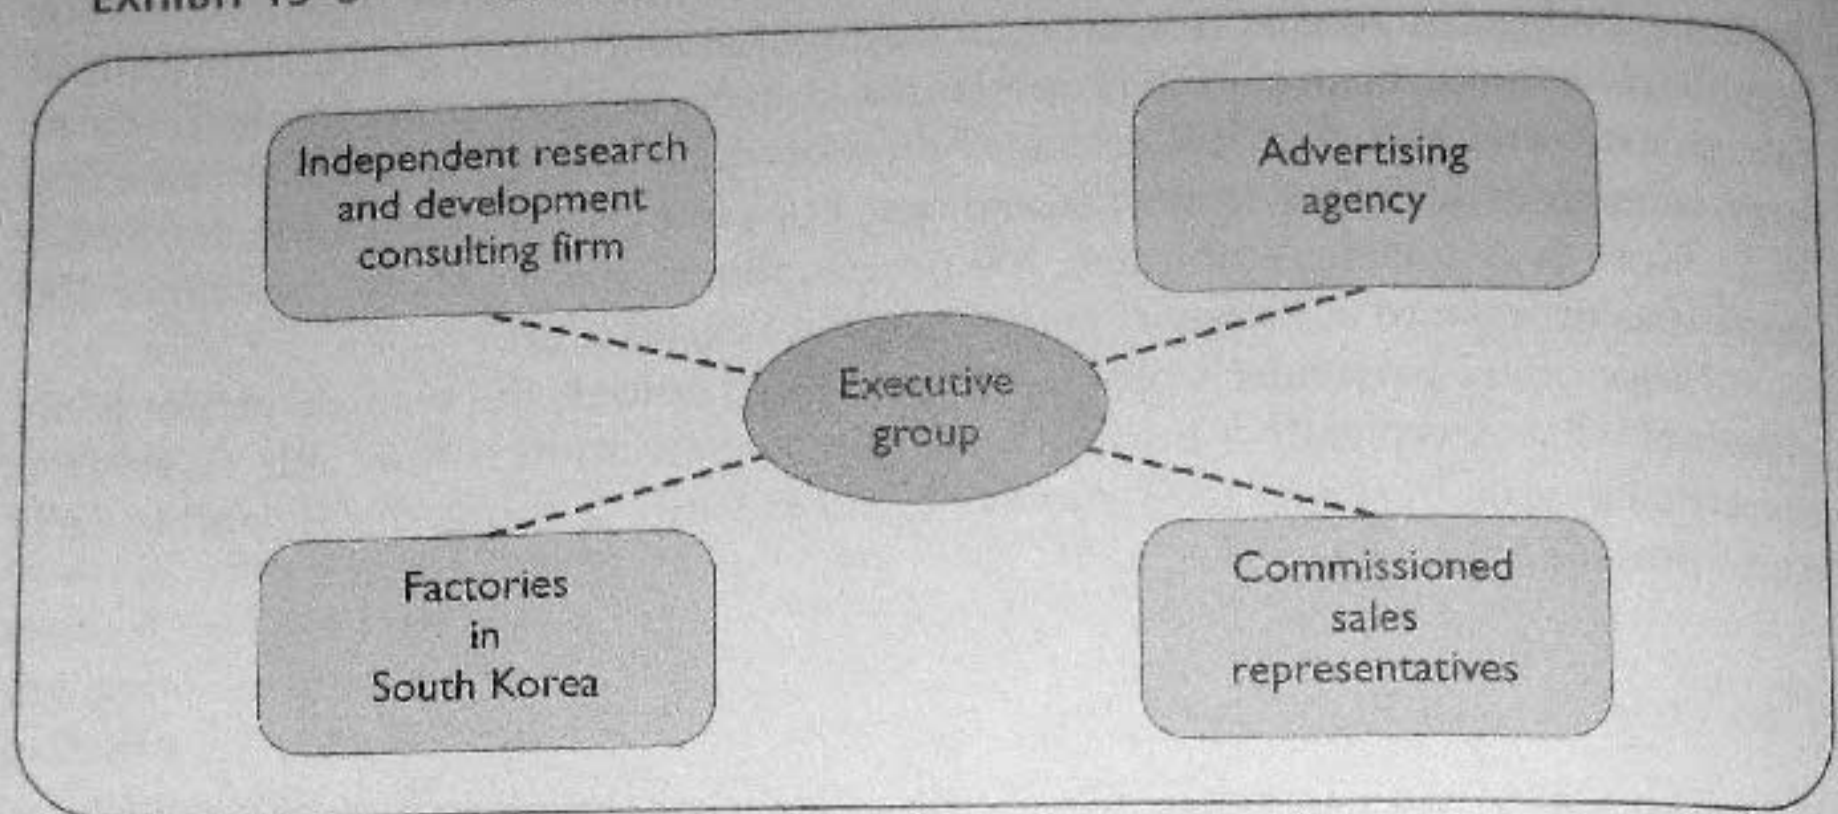 Independent research
and development
consulting firm
Advertising
agency
Executive
group
Factories
in
South Korea
Commissioned
sales
representatives